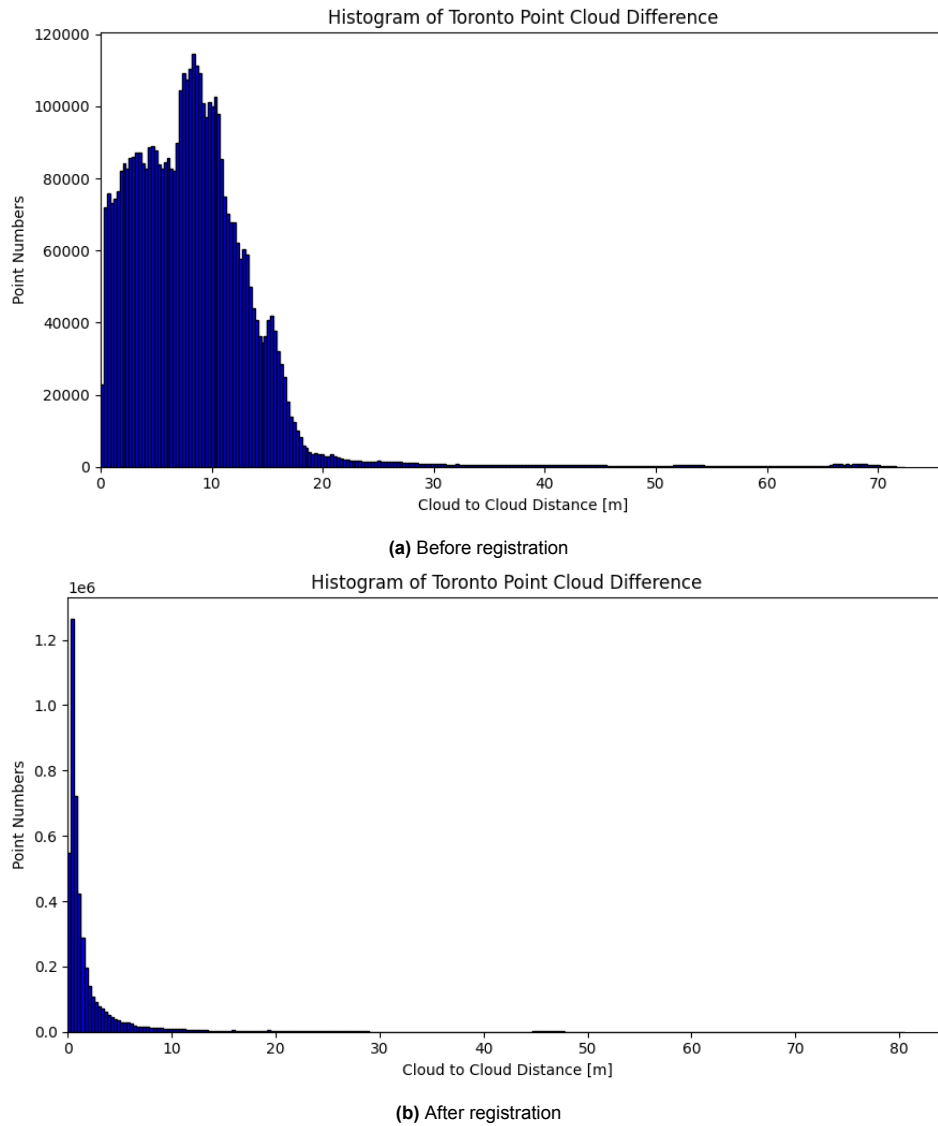 Histogram of Toronto Point Cloud Difference
120000
100000
80000
60000
40000
20000
0
Point Numbers
0 10 20 30 40 50 60 70
Cloud to Cloud Distance [m]
(a) Before registration
Histogram of Toronto Point Cloud Difference
1e6
1.2
1.0
0.8
0.6
0.4
0.2
0.0
Point Numbers
0 10 20 30 40 50 60 70 80
Cloud to Cloud Distance [m]
(b) After registration